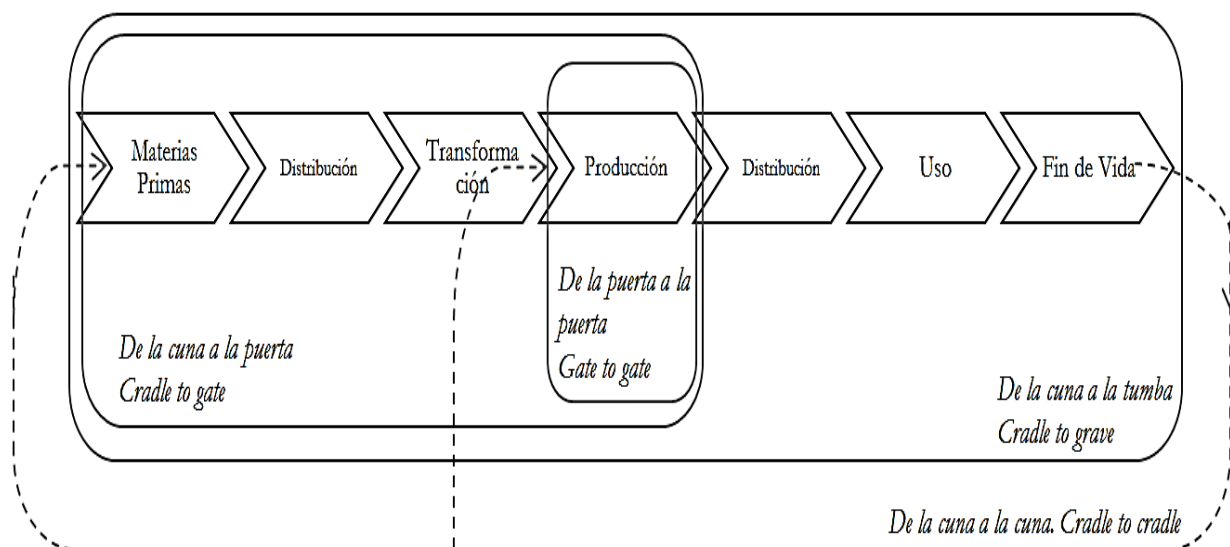 Materias
Primas
Distribución
Transforma
ción
Producción
Distribución
Uso
Fin de Vida
De la puerta a la
puerta
Gate to gate
De la cuna a la puerta
Cradle to gate
De la cuna a la tumba
Cradle to grave
De la cuna a la cuna. Cradle to cradle